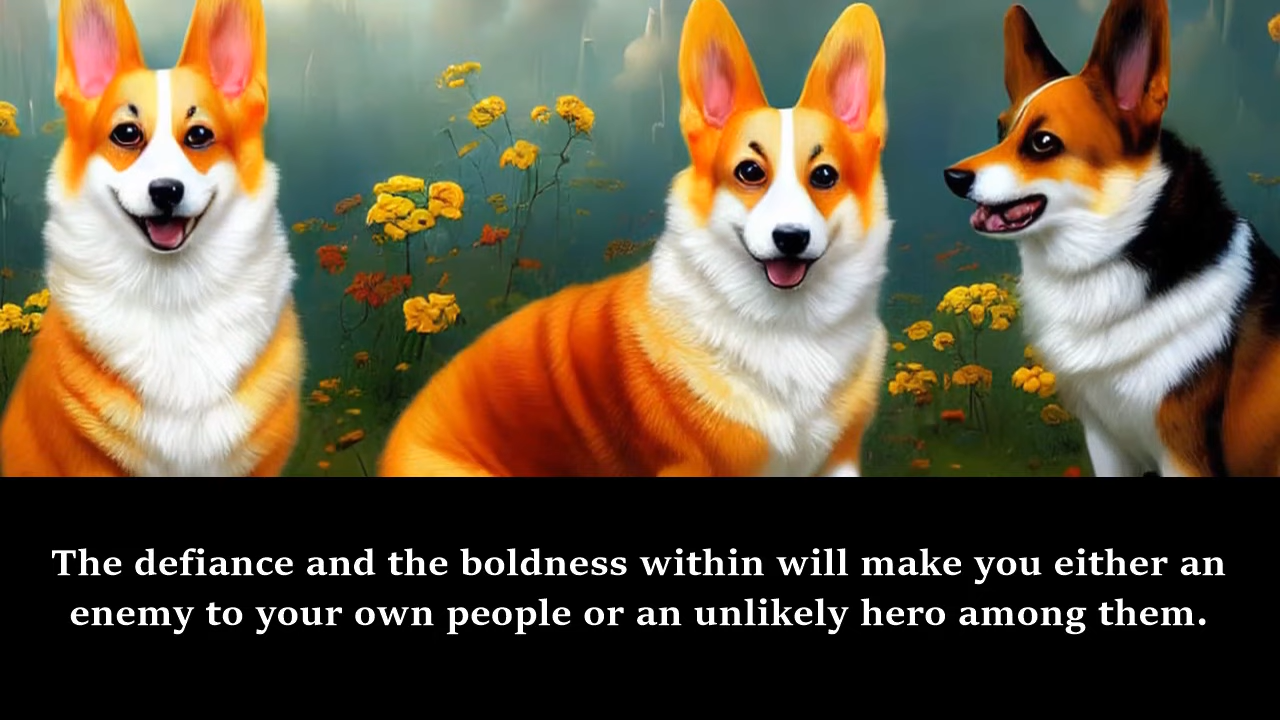 The defiance and the boldness within will make you either an
enemy to your own people or an unlikely hero among them.